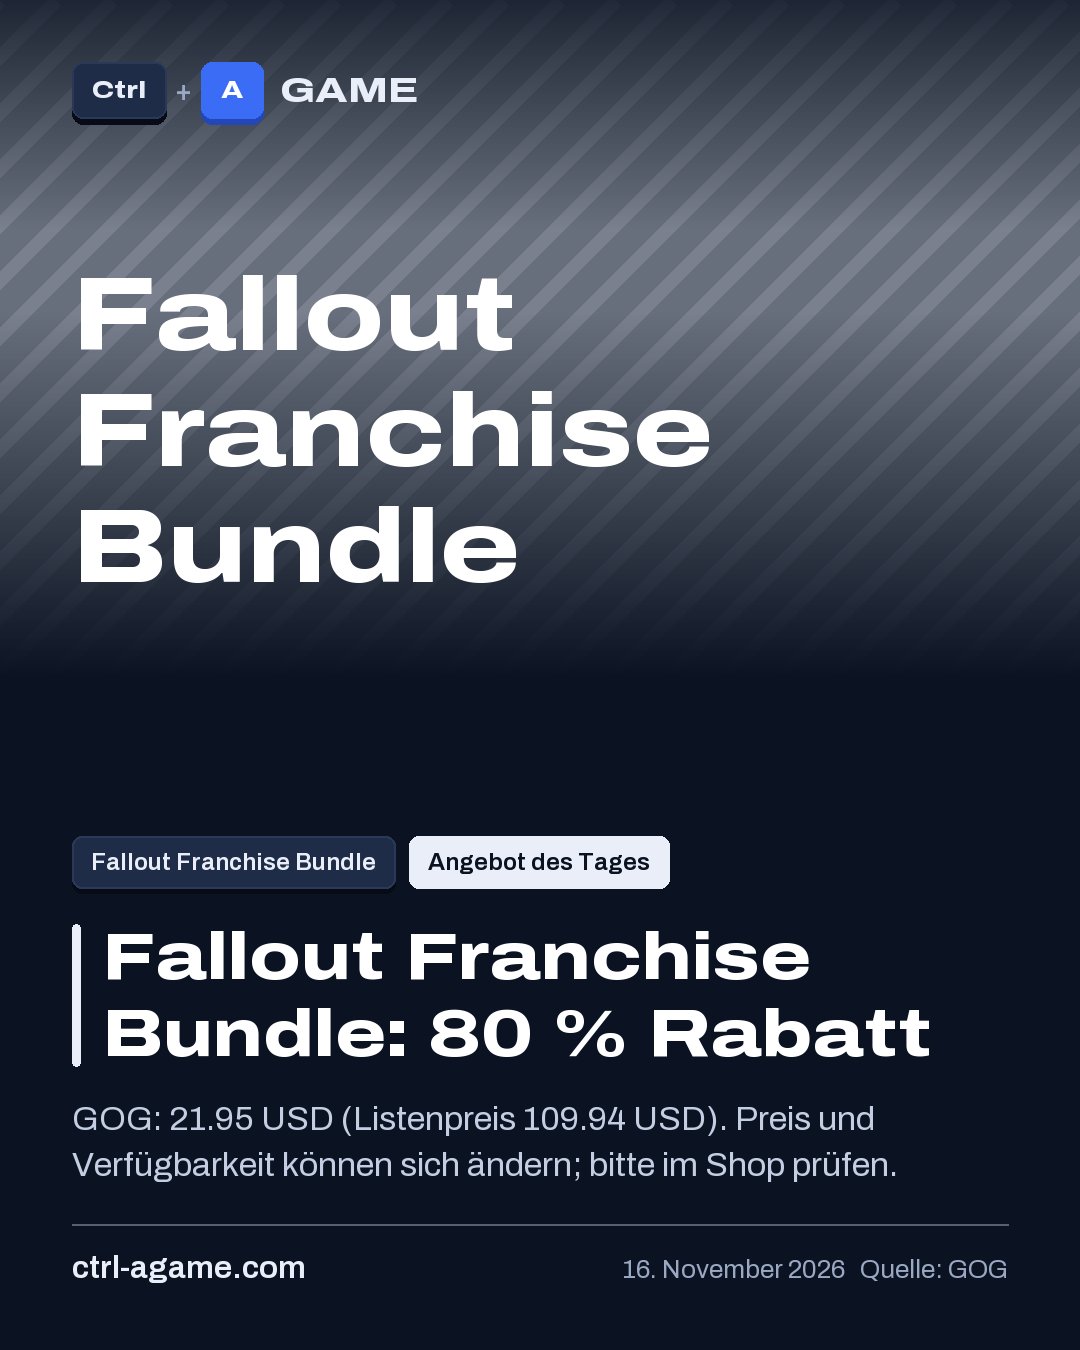 Ctrl + A GAME
Fallout
Franchise
Bundle
Fallout Franchise Bundle Angebot des Tages
Fallout Franchise
Bundle: 80 % Rabatt
GOG: 21.95 USD (Listenpreis 109.94 USD). Preis und
Verfügbarkeit können sich ändern; bitte im Shop prüfen.
ctrl-agame.com 16. November 2026 Quelle: GOG